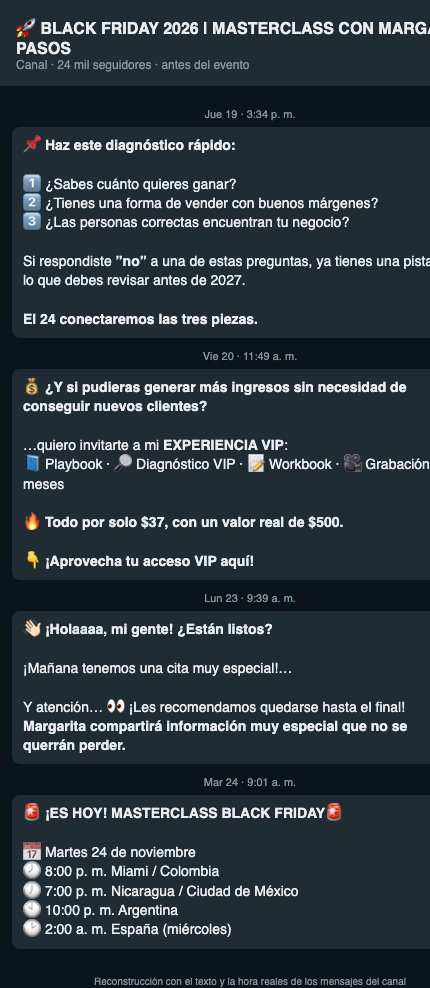 🚀 BLACK FRIDAY 2026 | MASTERCLASS CON MARGA
PASOS
Canal · 24 mil seguidores · antes del evento
Jue 19 · 3:34 p. m.
📌 Haz este diagnóstico rápido:
1️⃣ ¿Sabes cuánto quieres ganar?
2️⃣ ¿Tienes una forma de vender con buenos márgenes?
3️⃣ ¿Las personas correctas encuentran tu negocio?
Si respondiste ”no” a una de estas preguntas, ya tienes una pista
lo que debes revisar antes de 2027.
El 24 conectaremos las tres piezas.
Vie 20 · 11:49 a. m.
💰 ¿Y si pudieras generar más ingresos sin necesidad de
conseguir nuevos clientes?
…quiero invitarte a mi EXPERIENCIA VIP:
📘 Playbook · 🔎 Diagnóstico VIP · 📝 Workbook · 🎥 Grabación
meses
🔥 Todo por solo $37, con un valor real de $500.
👇 ¡Aprovecha tu acceso VIP aquí!
Lun 23 · 9:39 a. m.
👋🏻 ¡Holaaaa, mi gente! ¿Están listos?
¡Mañana tenemos una cita muy especial!…
Y atención… 👀 ¡Les recomendamos quedarse hasta el final!
Margarita compartirá información muy especial que no se
querrán perder.
Mar 24 · 9:01 a. m.
🚨 ¡ES HOY! MASTERCLASS BLACK FRIDAY🚨
📅 Martes 24 de noviembre
🕗 8:00 p. m. Miami / Colombia
🕖 7:00 p. m. Nicaragua / Ciudad de México
🕙 10:00 p. m. Argentina
🕑 2:00 a. m. España (miércoles)
Reconstrucción con el texto y la hora reales de los mensajes del canal